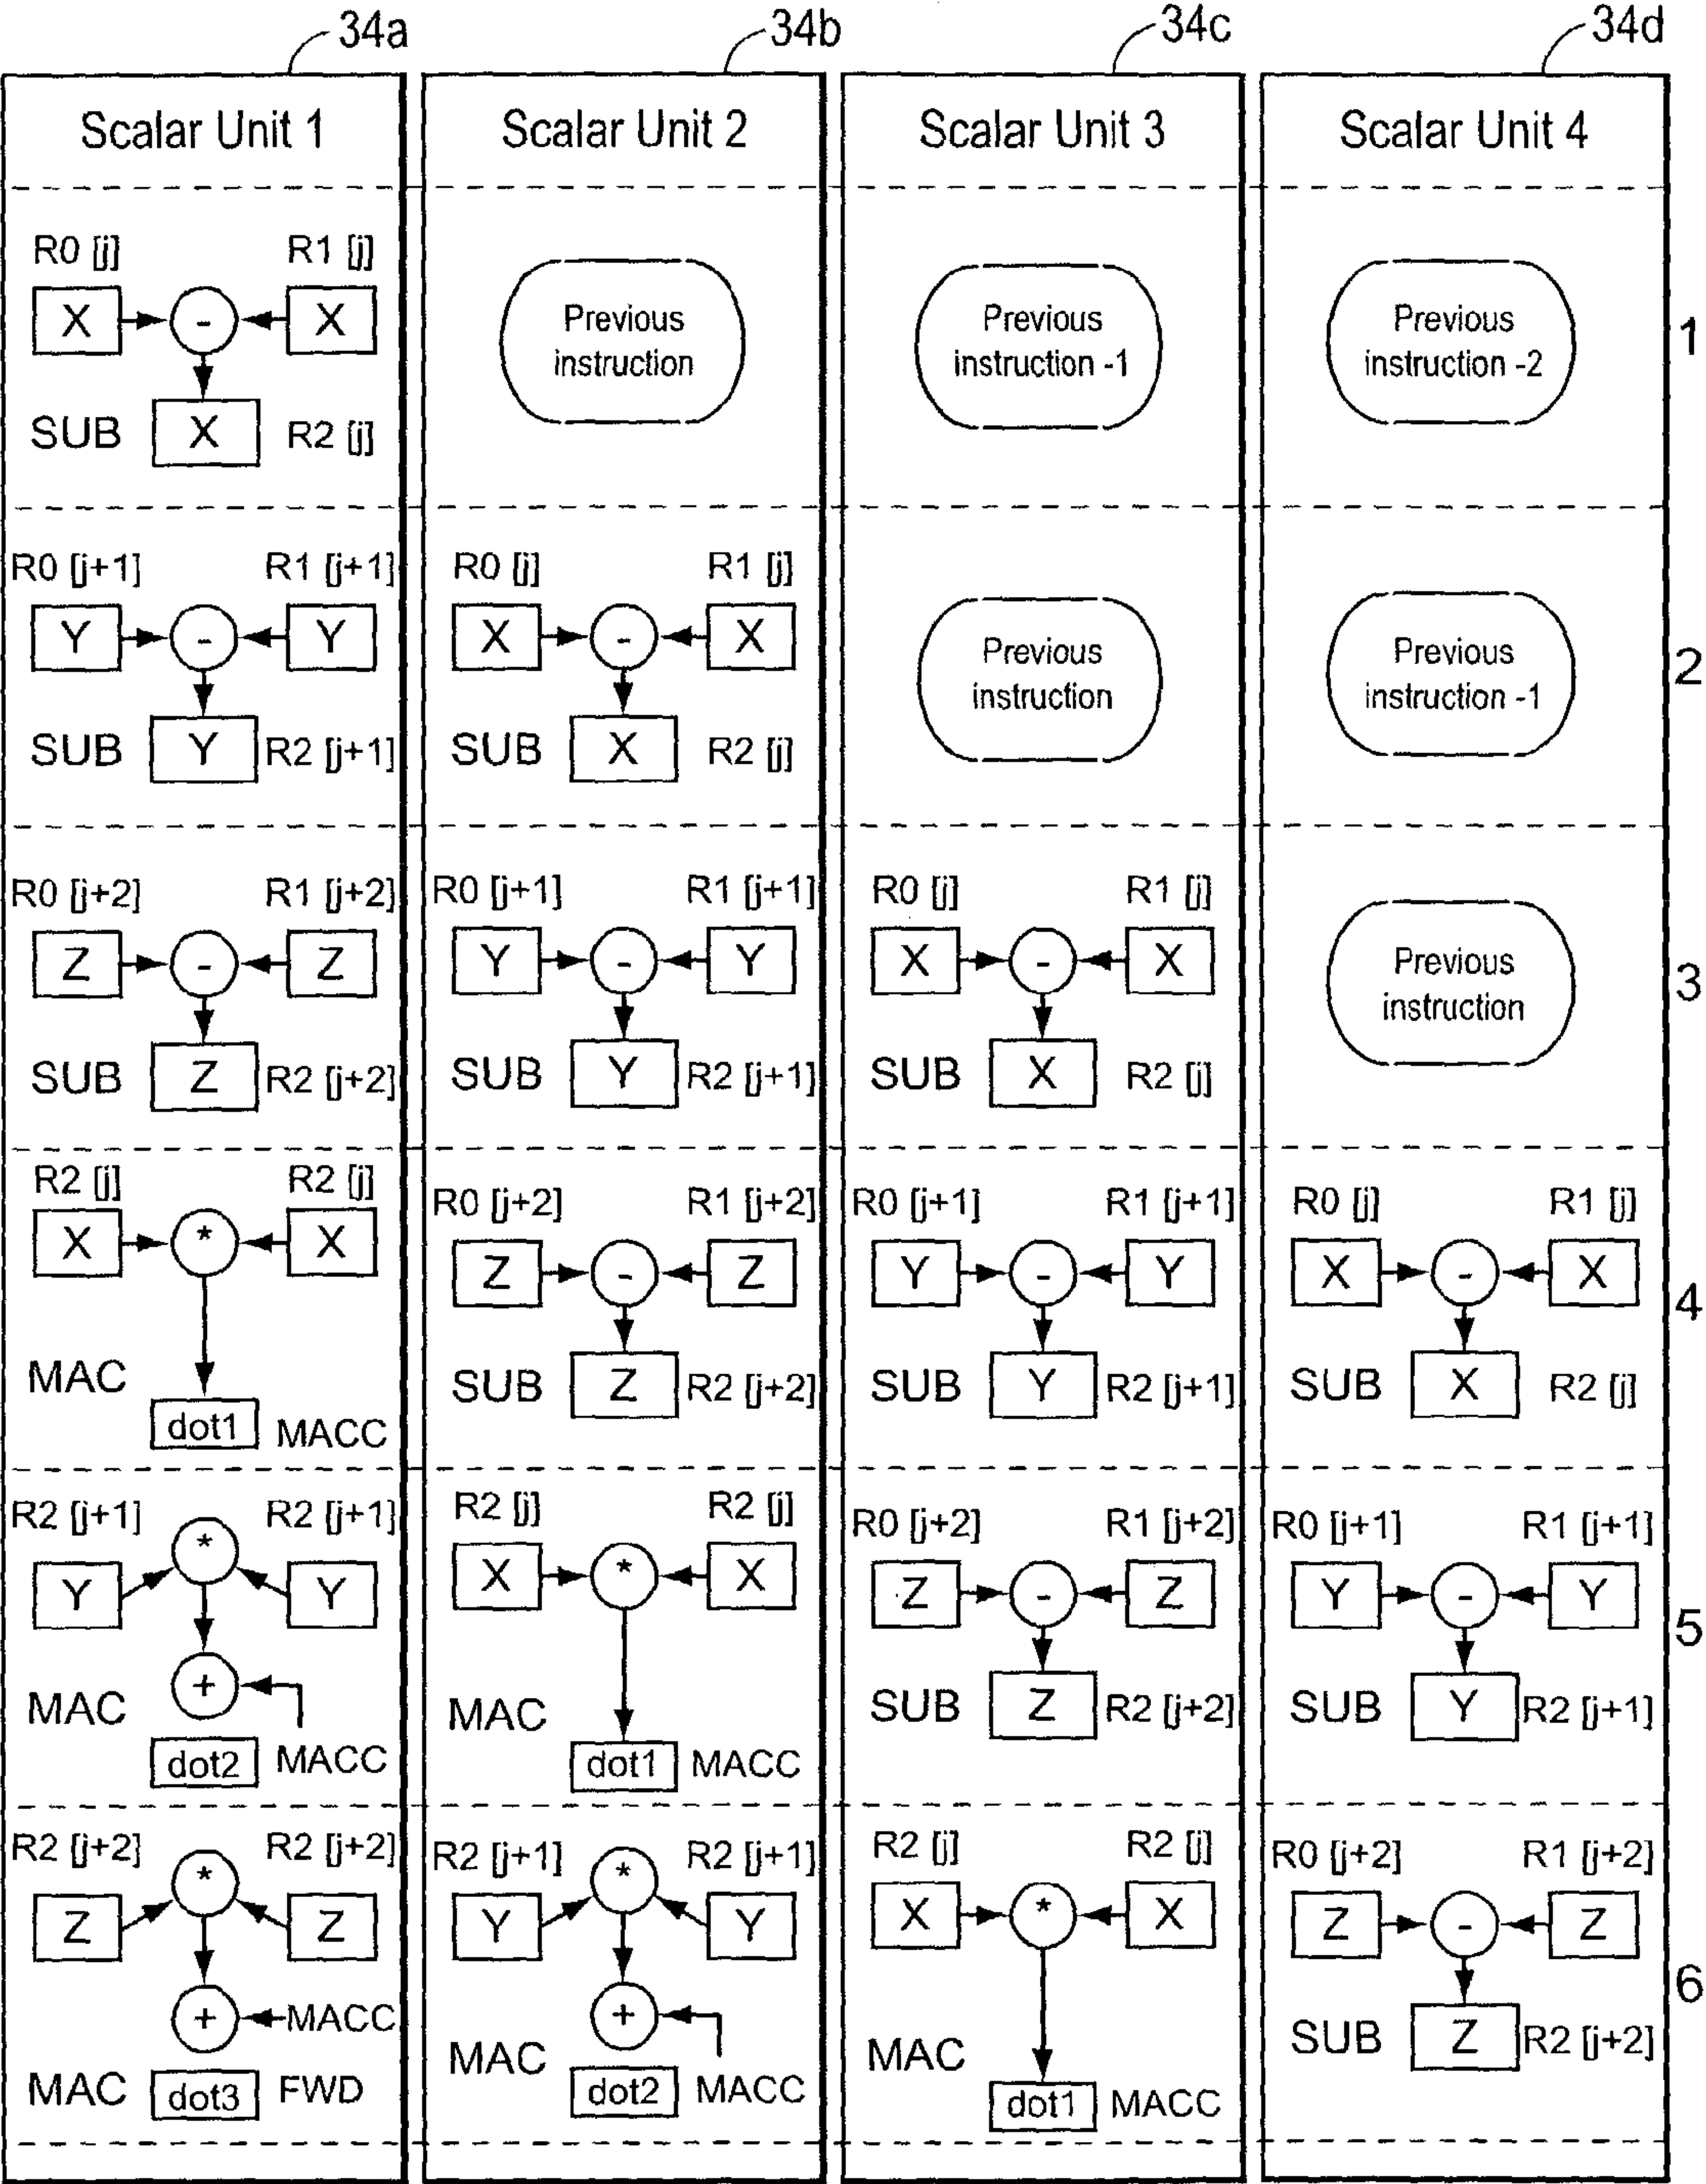 34a 34b 34c 34d
Scalar Unit 1 Scalar Unit 2 Scalar Unit 3 Scalar Unit 4
R0 [j] R1 [j]
X - X
SUB X R2 [j]
Previous
instruction
Previous
instruction -1
Previous
instruction -2
1
R0 [j+1] R1 [j+1]
Y - Y
SUB Y R2 [j+1]
R0 [j] R1 [j]
X - X
SUB X R2 [j]
Previous
instruction
Previous
instruction -1
2
R0 [j+2] R1 [j+2]
Z - Z
SUB Z R2 [j+2]
R0 [j+1] R1 [j+1]
Y - Y
SUB Y R2 [j+1]
R0 [j] R1 [j]
X - X
SUB X R2 [j]
Previous
instruction
3
R2 [j] R2 [j]
X * X
MAC
dot1 MACC
R0 [j+2] R1 [j+2]
Z - Z
SUB Z R2 [j+2]
R0 [j+1] R1 [j+1]
Y - Y
SUB Y R2 [j+1]
R0 [j] R1 [j]
X - X
SUB X R2 [j]
4
R2 [j+1] R2 [j+1]
*
Y Y
+
MAC
dot2 MACC
R2 [j] R2 [j]
X * X
MAC
dot1 MACC
R0 [j+2] R1 [j+2]
Z - Z
SUB Z R2 [j+2]
R0 [j+1] R1 [j+1]
Y - Y
SUB Y R2 [j+1]
5
R2 [j+2] R2 [j+2]
*
Z Z
+ MACC
MAC dot3 FWD
R2 [j+1] R2 [j+1]
*
Y Y
+
MAC
dot2 MACC
R2 [j] R2 [j]
X * X
MAC
dot1 MACC
R0 [j+2] R1 [j+2]
Z - Z
SUB Z R2 [j+2]
6